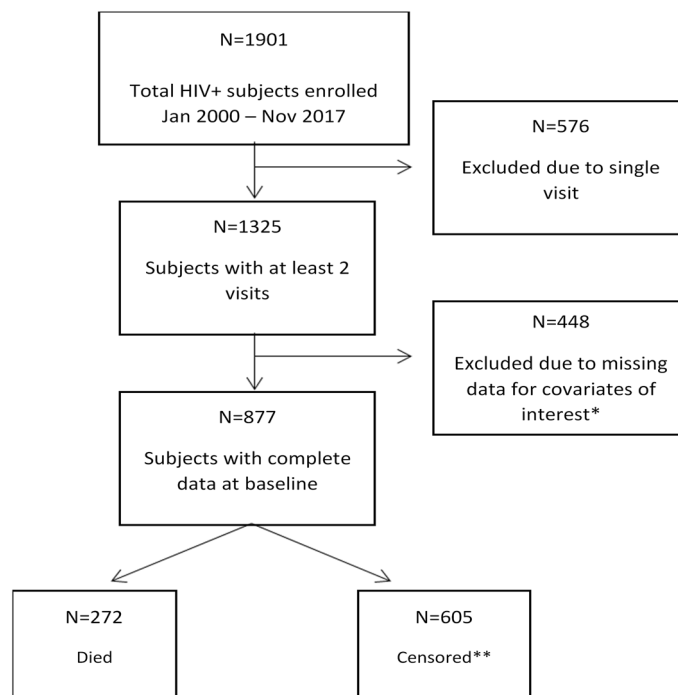 N=1901
Total HIV+ subjects enrolled
Jan 2000 – Nov 2017
N=576
Excluded due to single
visit
N=1325
Subjects with at least 2
visits
N=448
Excluded due to missing
data for covariates of
interest*
N=877
Subjects with complete
data at baseline
N=272
Died
N=605
Censored**